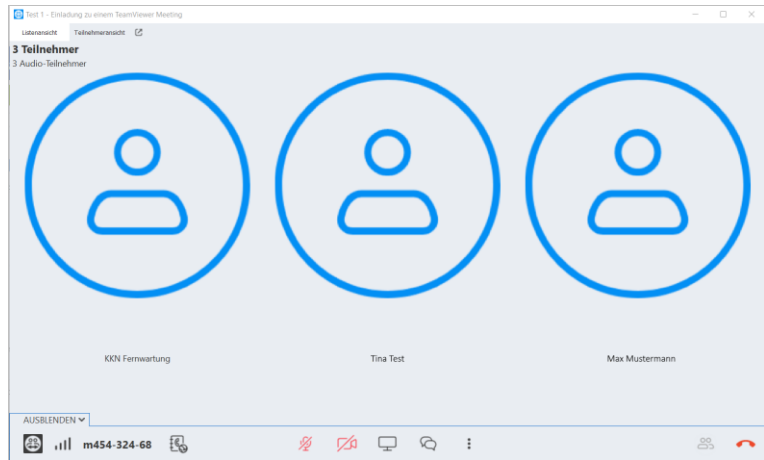 Test 1 - Einladung zu einem TeamViewer Meeting
Listenansicht Teilnehmeransicht
3 Teilnehmer
3 Audio-Teilnehmer
KKN Fernwartung Tina Test Max Mustermann
AUSBLENDEN
m454-324-68